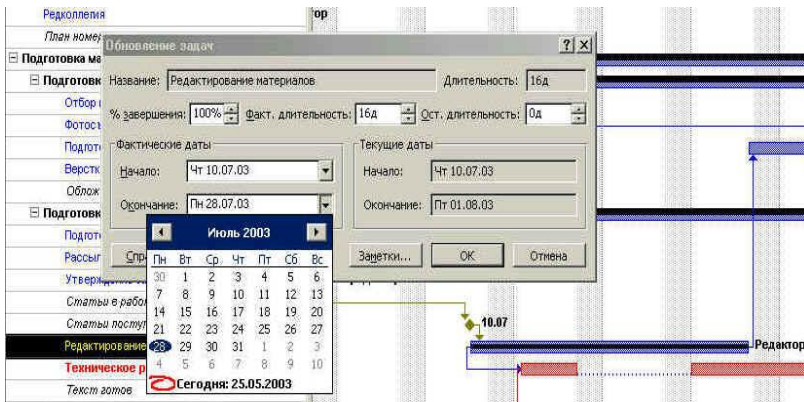 Редколлегия
ор
План номе
Обновление задач
Подготовка ма
Название: Редактирование материалов Длительность: 16д
Подготовк
Отбор
% завершения: 100% Факт. длительность: 16д Ост. длительность: 0д
Фотос
Подгот
Фактические даты Текущие даты
Верстк
Начало: Чт 10.07.03 Начало: Чт 10.07.03
Облож
Окончание: Пн 28.07.03 Окончание: Пт 01.08.03
Подготовк
Подгот
Июль 2003
Рассыл
Спр Заметки... ОК Отмена
Пн Вт Ср Чт Пт Сб Вс
30 1 2 3 4 5 6
7 8 9 10 11 12 13
14 15 16 17 18 19 20
21 22 23 24 25 26 27
28 29 30 31 1 2 3
4 5 6 7 8 9 10
Сегодня: 25.05.2003
Статьи в рабо
Статьи поступ
10.07
Редактирование
Редактор
Техническое р
Текст готов